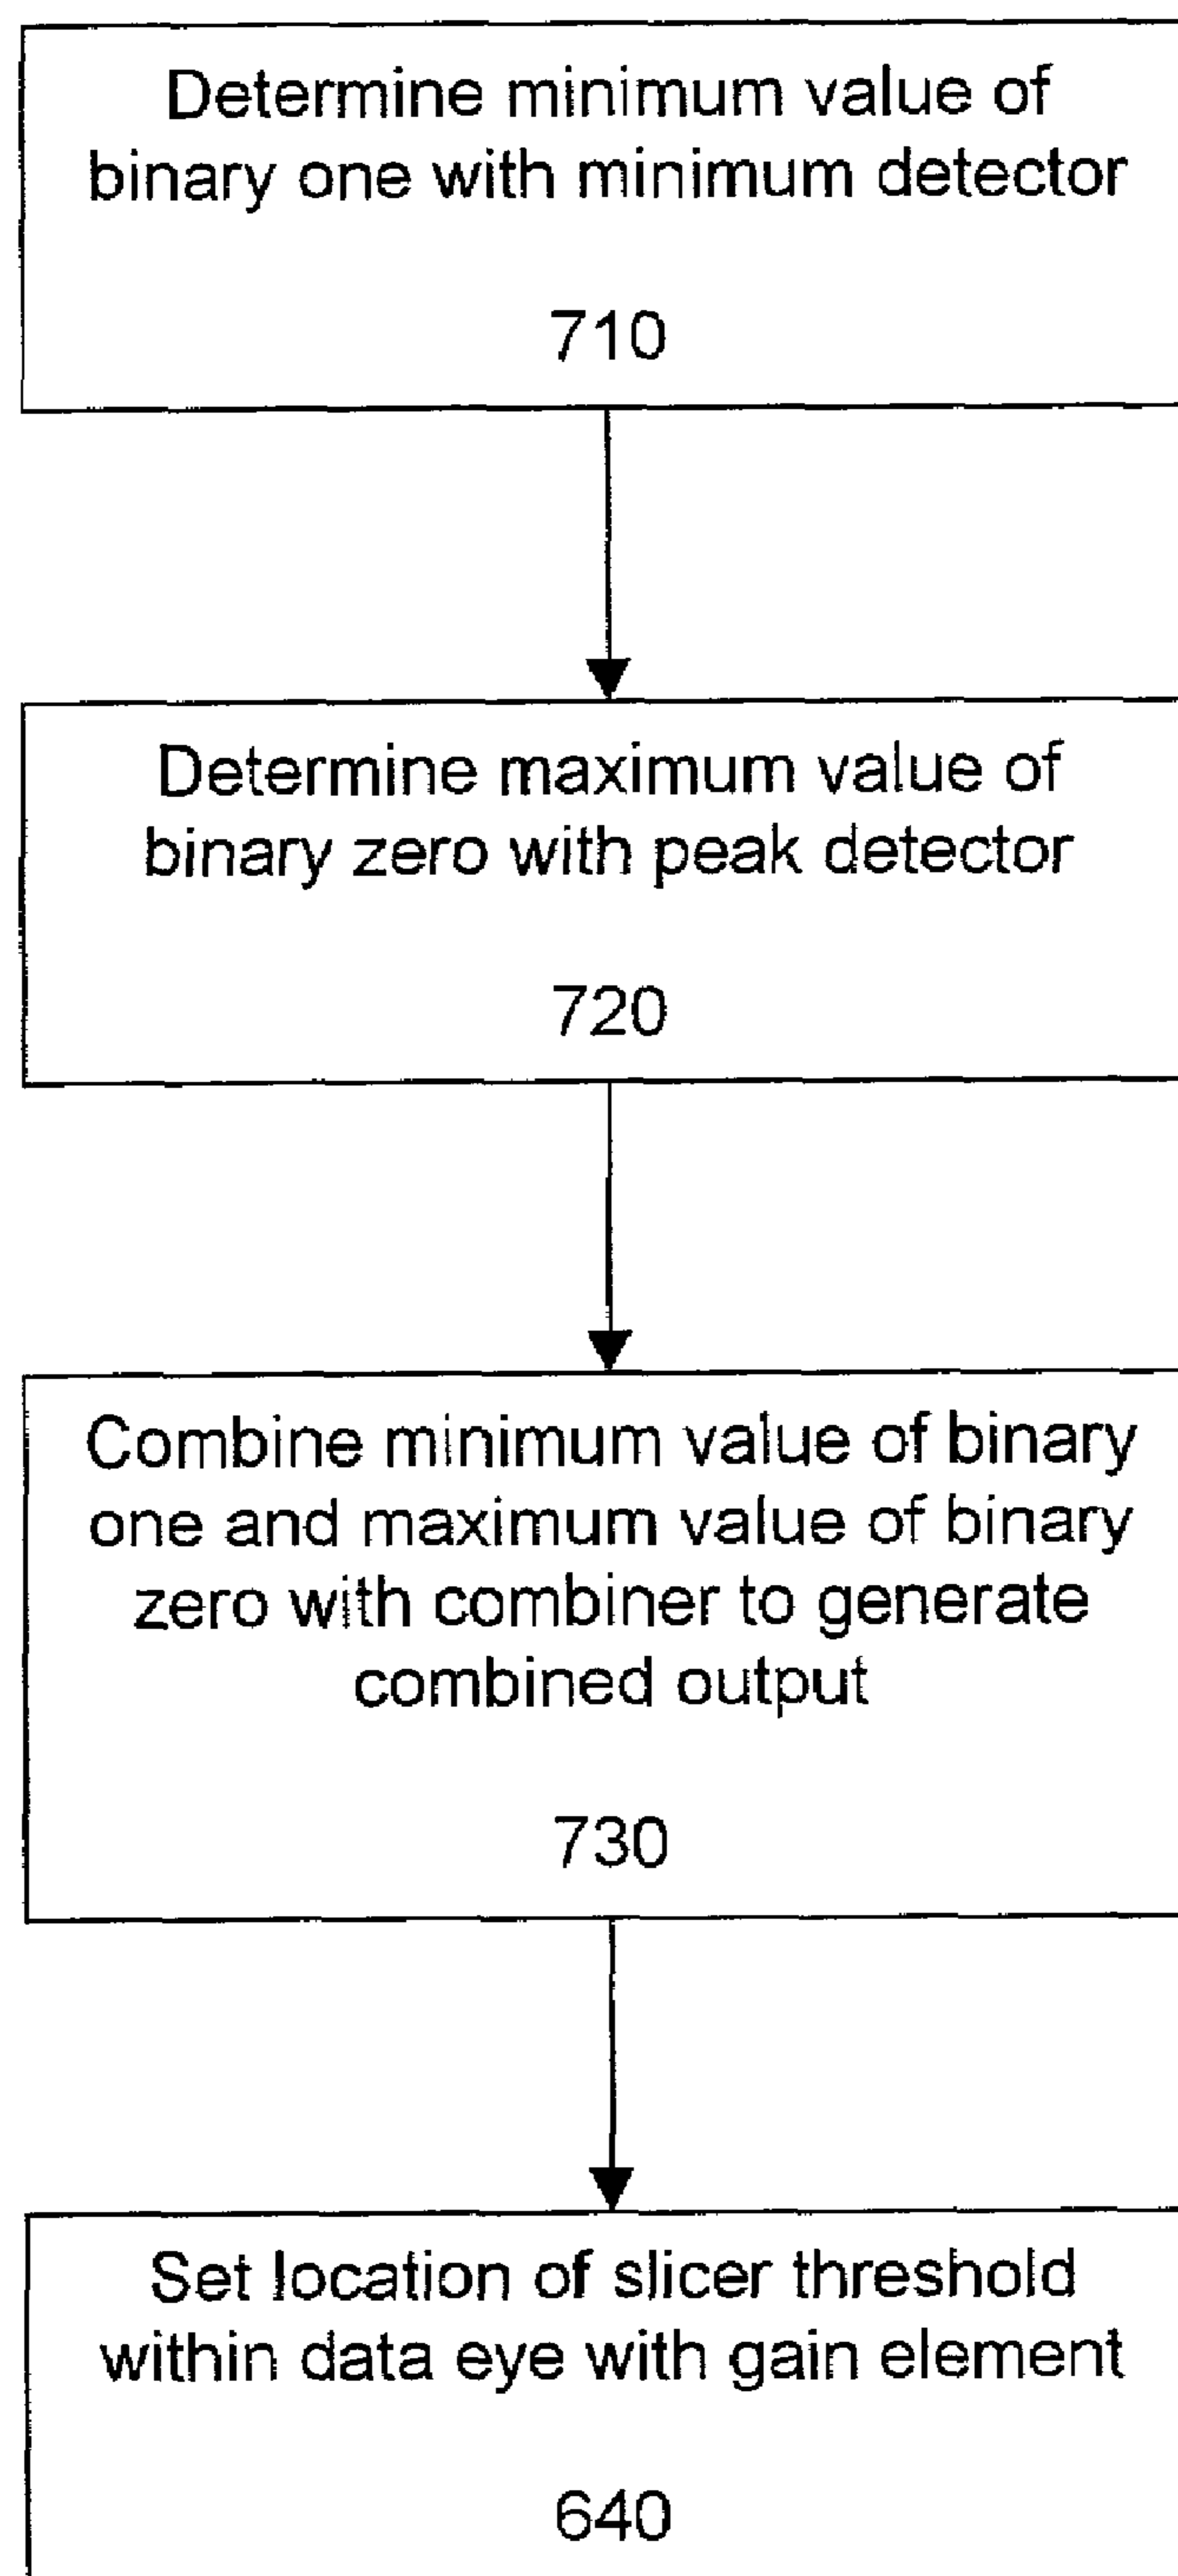 Determine minimum value of
binary one with minimum detector
710
Determine maximum value of
binary zero with peak detector
720
Combine minimum value of binary
one and maximum value of binary
zero with combiner to generate
combined output
730
Set location of slicer threshold
within data eye with gain element
640